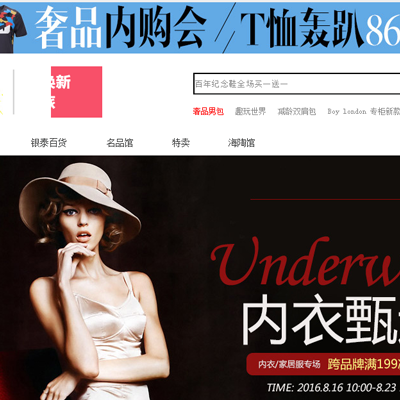 奢品内购会/T恤轰趴86
焕新
百年纪念鞋全场买一送一
奢品男包 趣玩世界 减龄双肩包 Boy london 专柜新款
银泰百货 名品馆 特卖 海陶馆
Underw
内衣甄
内衣/家居服专场 跨品牌满199
TIME: 2016.8.16 10:00-8.23